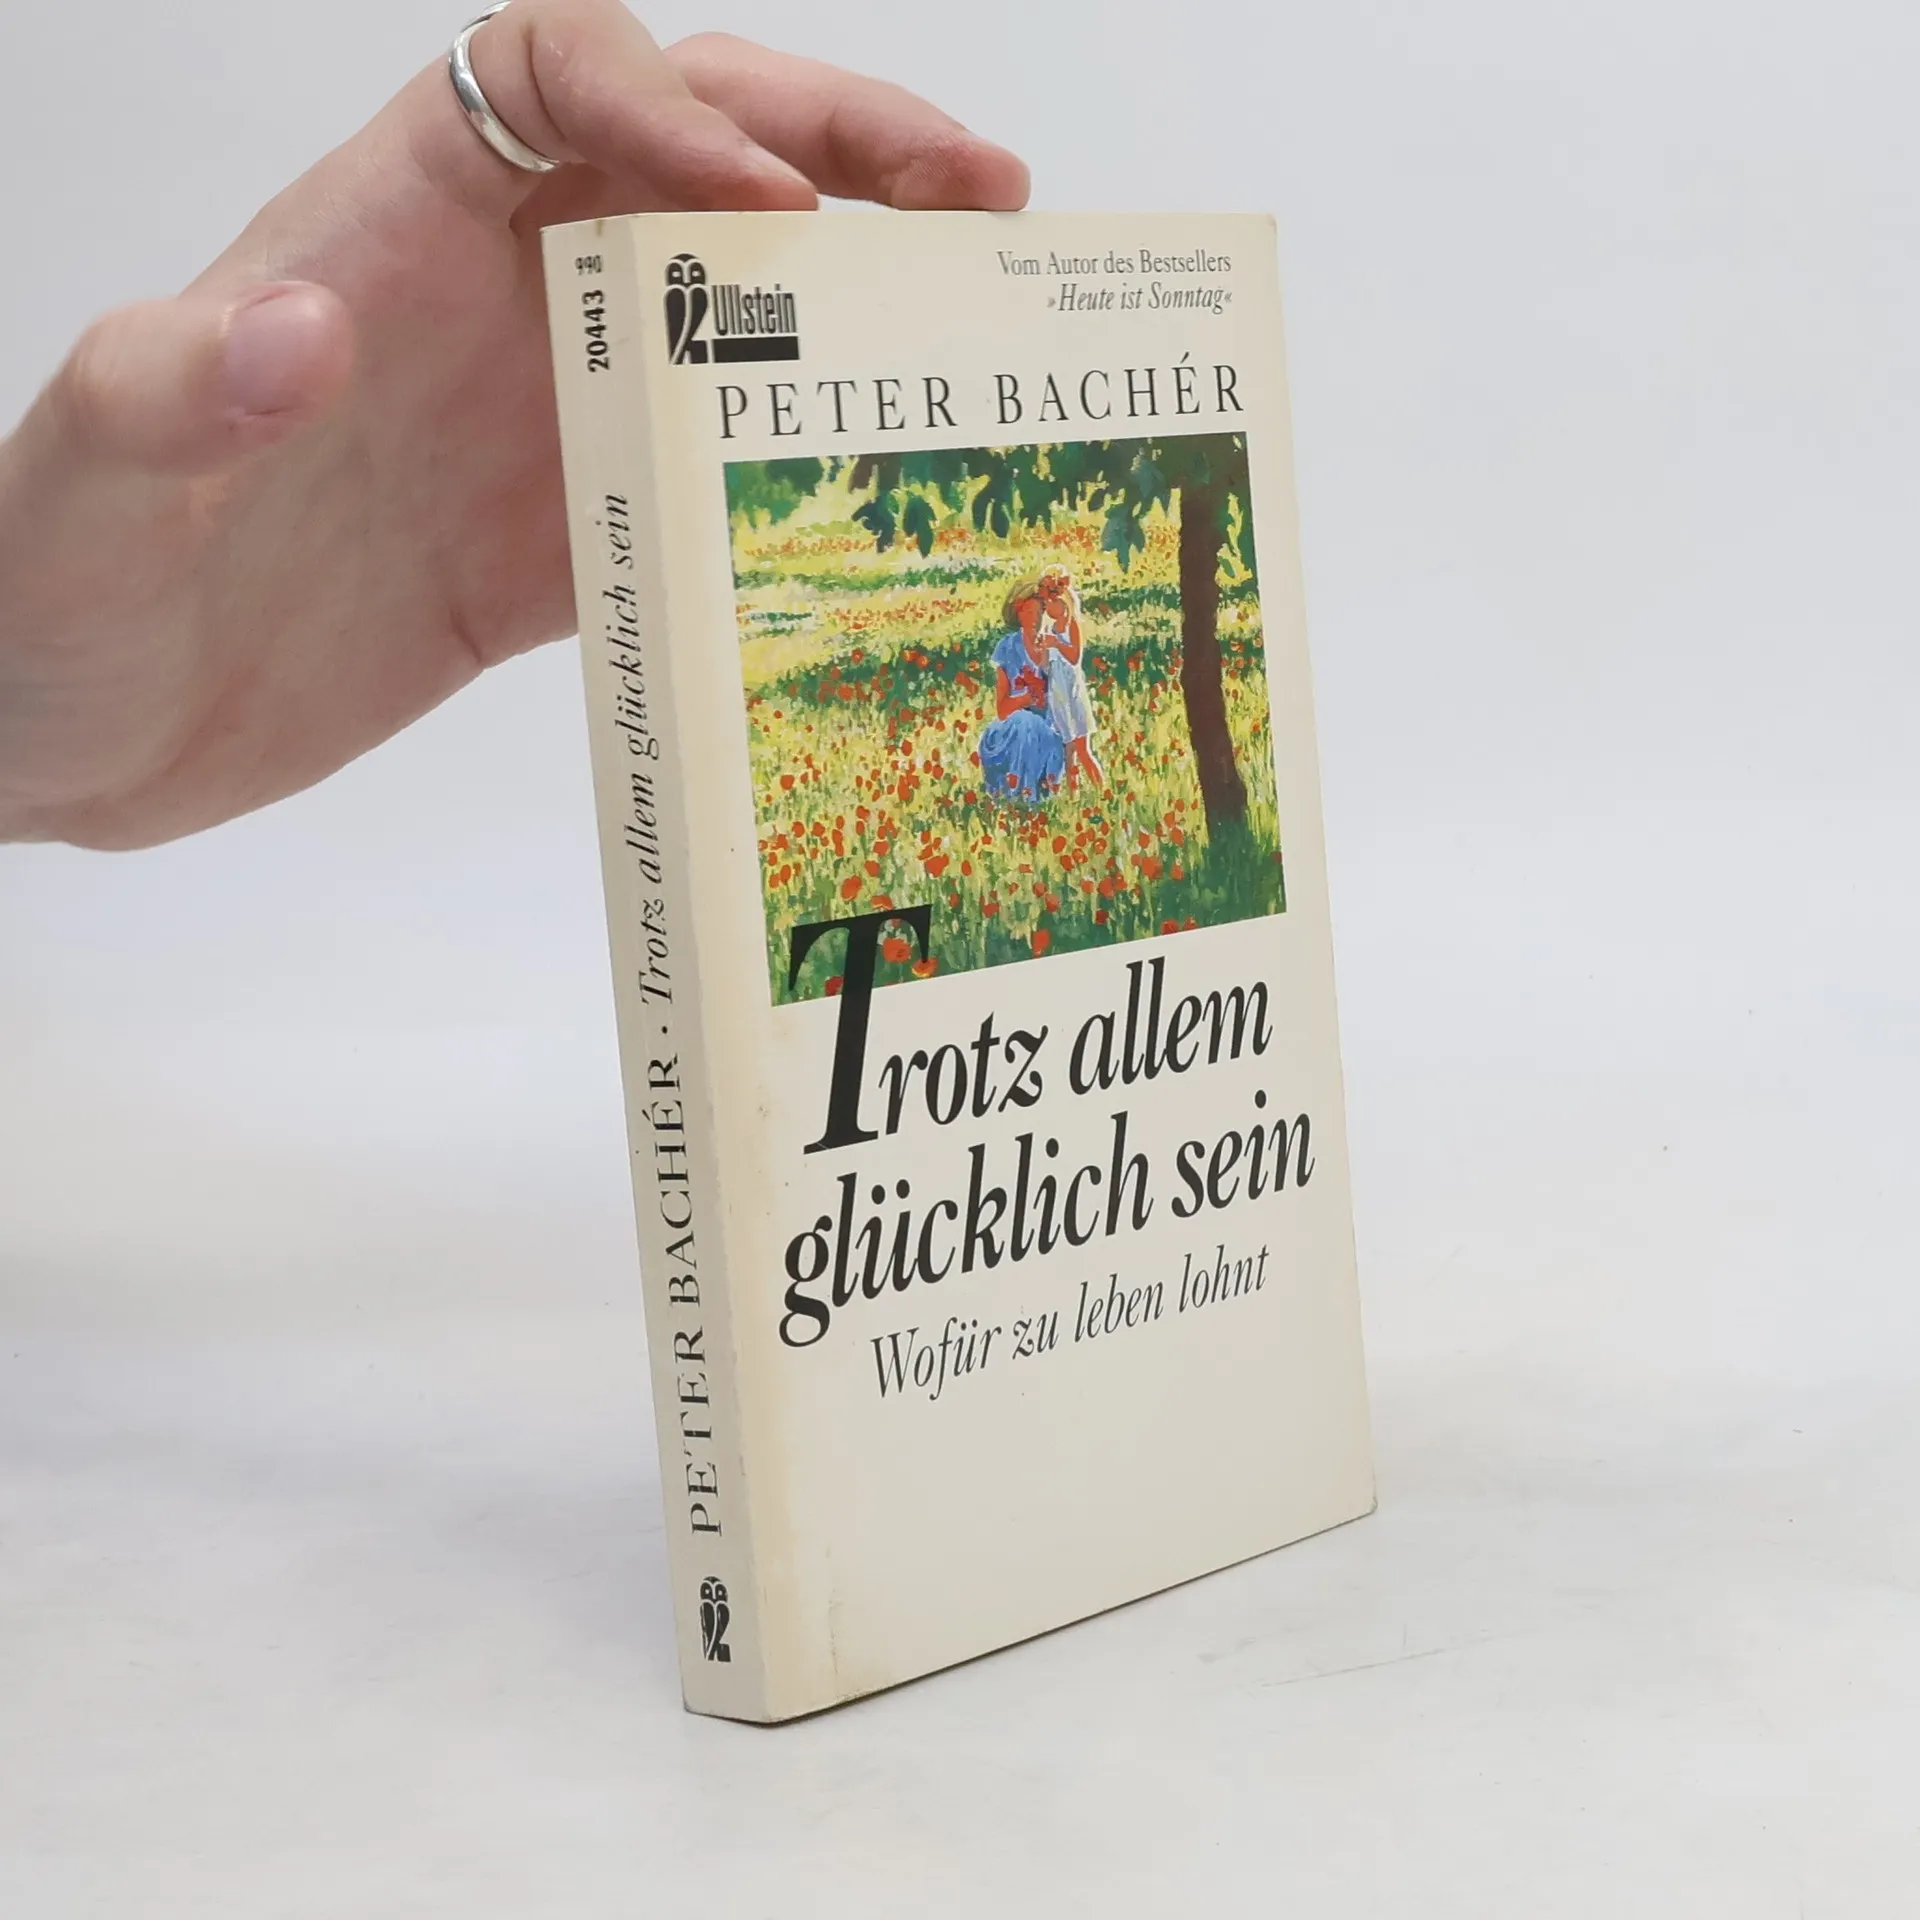 990
20443
PETER BACHÉR · Trotz allem glücklich sein
Ullstein
Vom Autor des Bestsellers
»Heute ist Sonntag«
PETER BACHÉR
Trotz allem
glücklich sein
Wofür zu leben lohnt